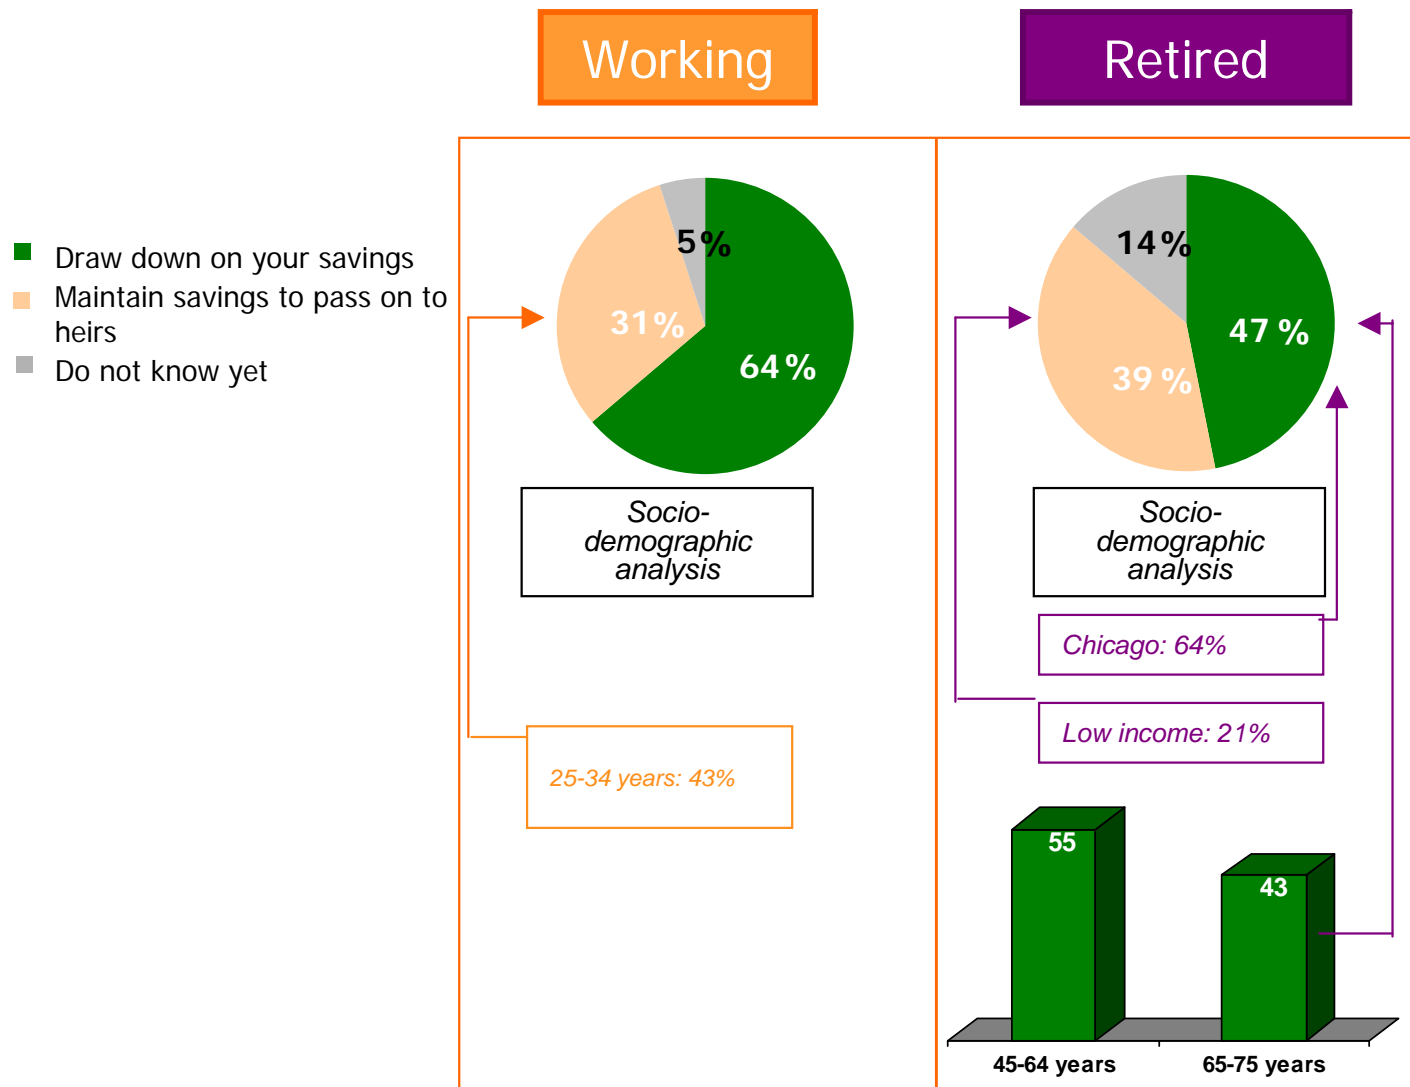 Working
Retired
Draw down on your savings
Maintain savings to pass on to
heirs
Do not know yet
5%
31%
64%
14%
47%
39%
Socio-
demographic
analysis
Socio-
demographic
analysis
Chicago: 64%
Low income: 21%
25-34 years: 43%
55
43
45-64 years
65-75 years